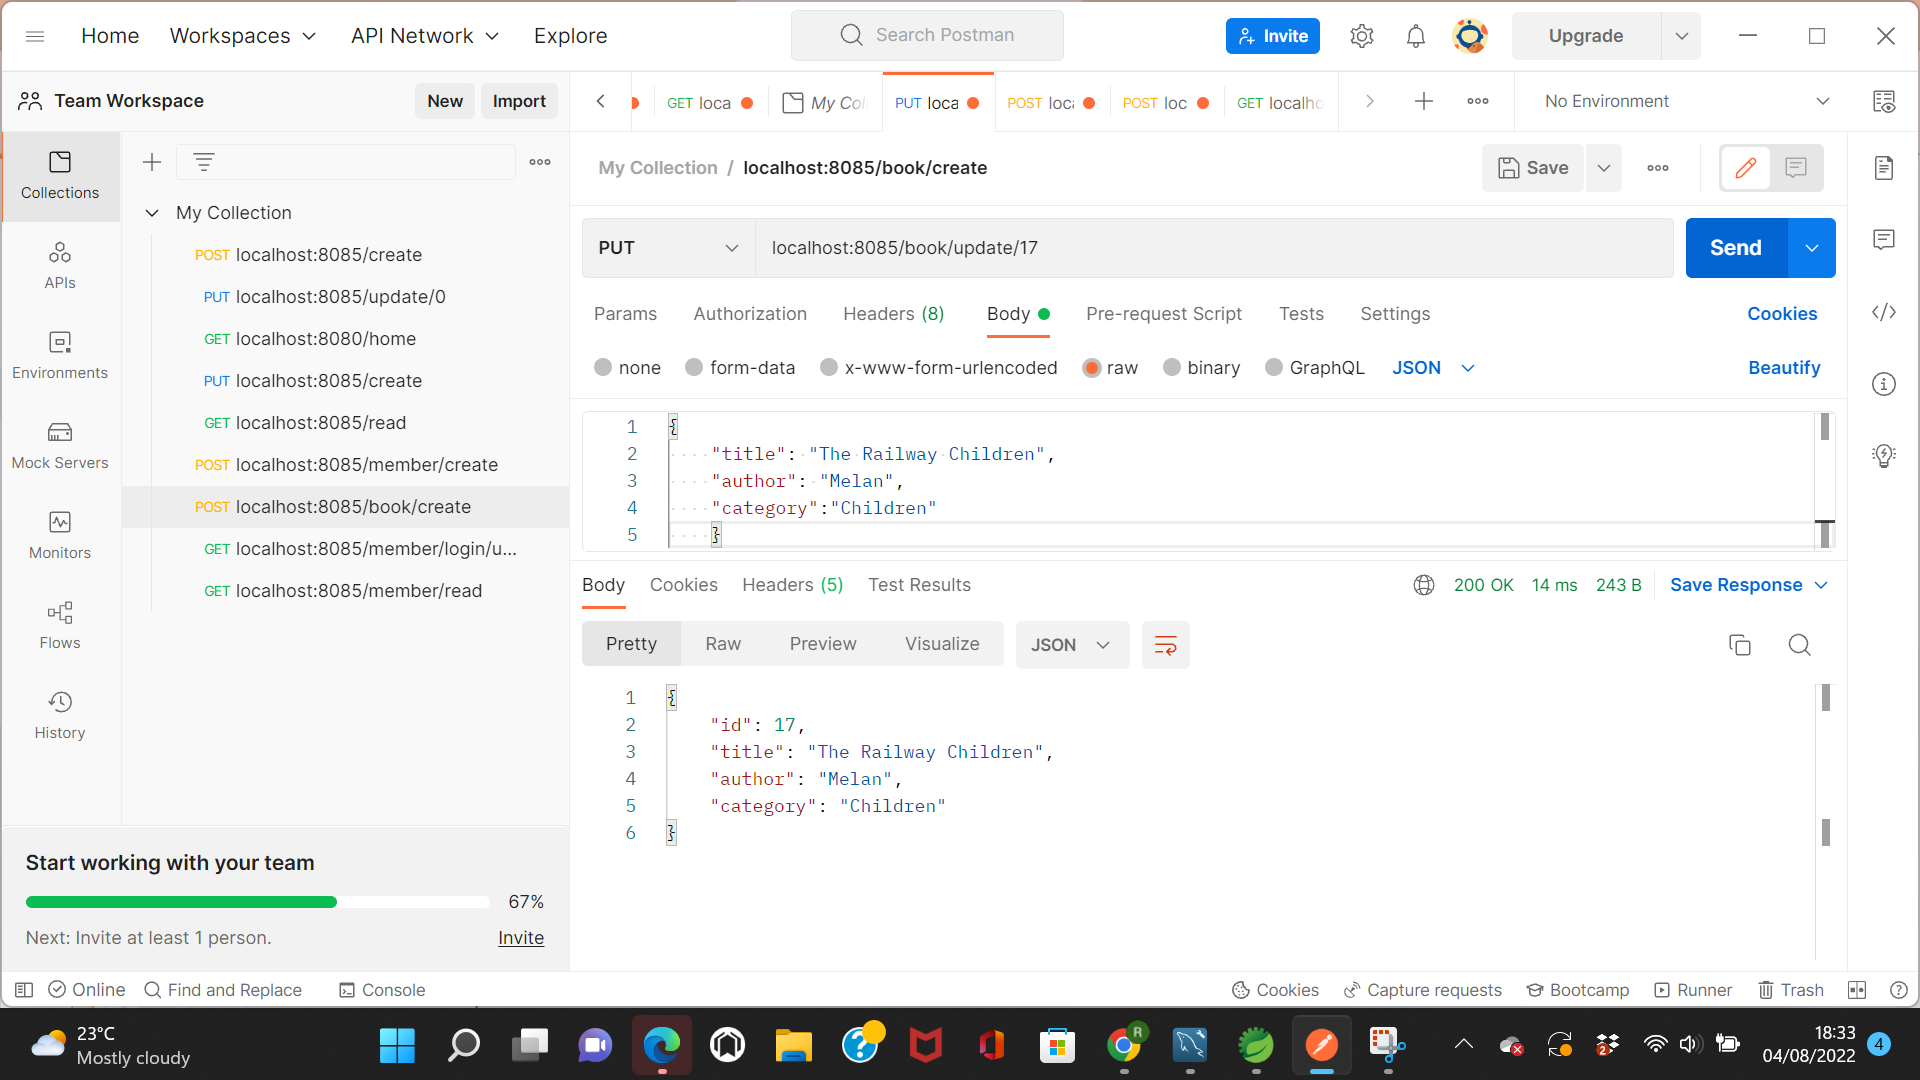 Home Workspaces API Network Explore Search Postman Invite Upgrade
Team Workspace New Import
GET loca My Col PUT loca POST loc POST loc GET localho No Environment
Collections
APIs
Environments
Mock Servers
Monitors
Flows
History
My Collection
POST localhost:8085/create
PUT localhost:8085/update/0
GET localhost:8080/home
PUT localhost:8085/create
GET localhost:8085/read
POST localhost:8085/member/create
POST localhost:8085/book/create
GET localhost:8085/member/login/u...
GET localhost:8085/member/read
Start working with your team
67%
Next: Invite at least 1 person. Invite
My Collection / localhost:8085/book/create Save
PUT localhost:8085/book/update/17 Send
Params Authorization Headers (8) Body Pre-request Script Tests Settings Cookies
none form-data x-www-form-urlencoded raw binary GraphQL JSON Beautify
1 {
2 "title": "The Railway Children",
3 "author": "Melan",
4 "category":"Children"
5 }
Body Cookies Headers (5) Test Results 200 OK 14 ms 243 B Save Response
Pretty Raw Preview Visualize JSON
1 {
2 "id": 17,
3 "title": "The Railway Children",
4 "author": "Melan",
5 "category": "Children"
6 }
Online Find and Replace Console Cookies Capture requests Bootcamp Runner Trash
23°C
Mostly cloudy
R
2
18:33
04/08/2022
4